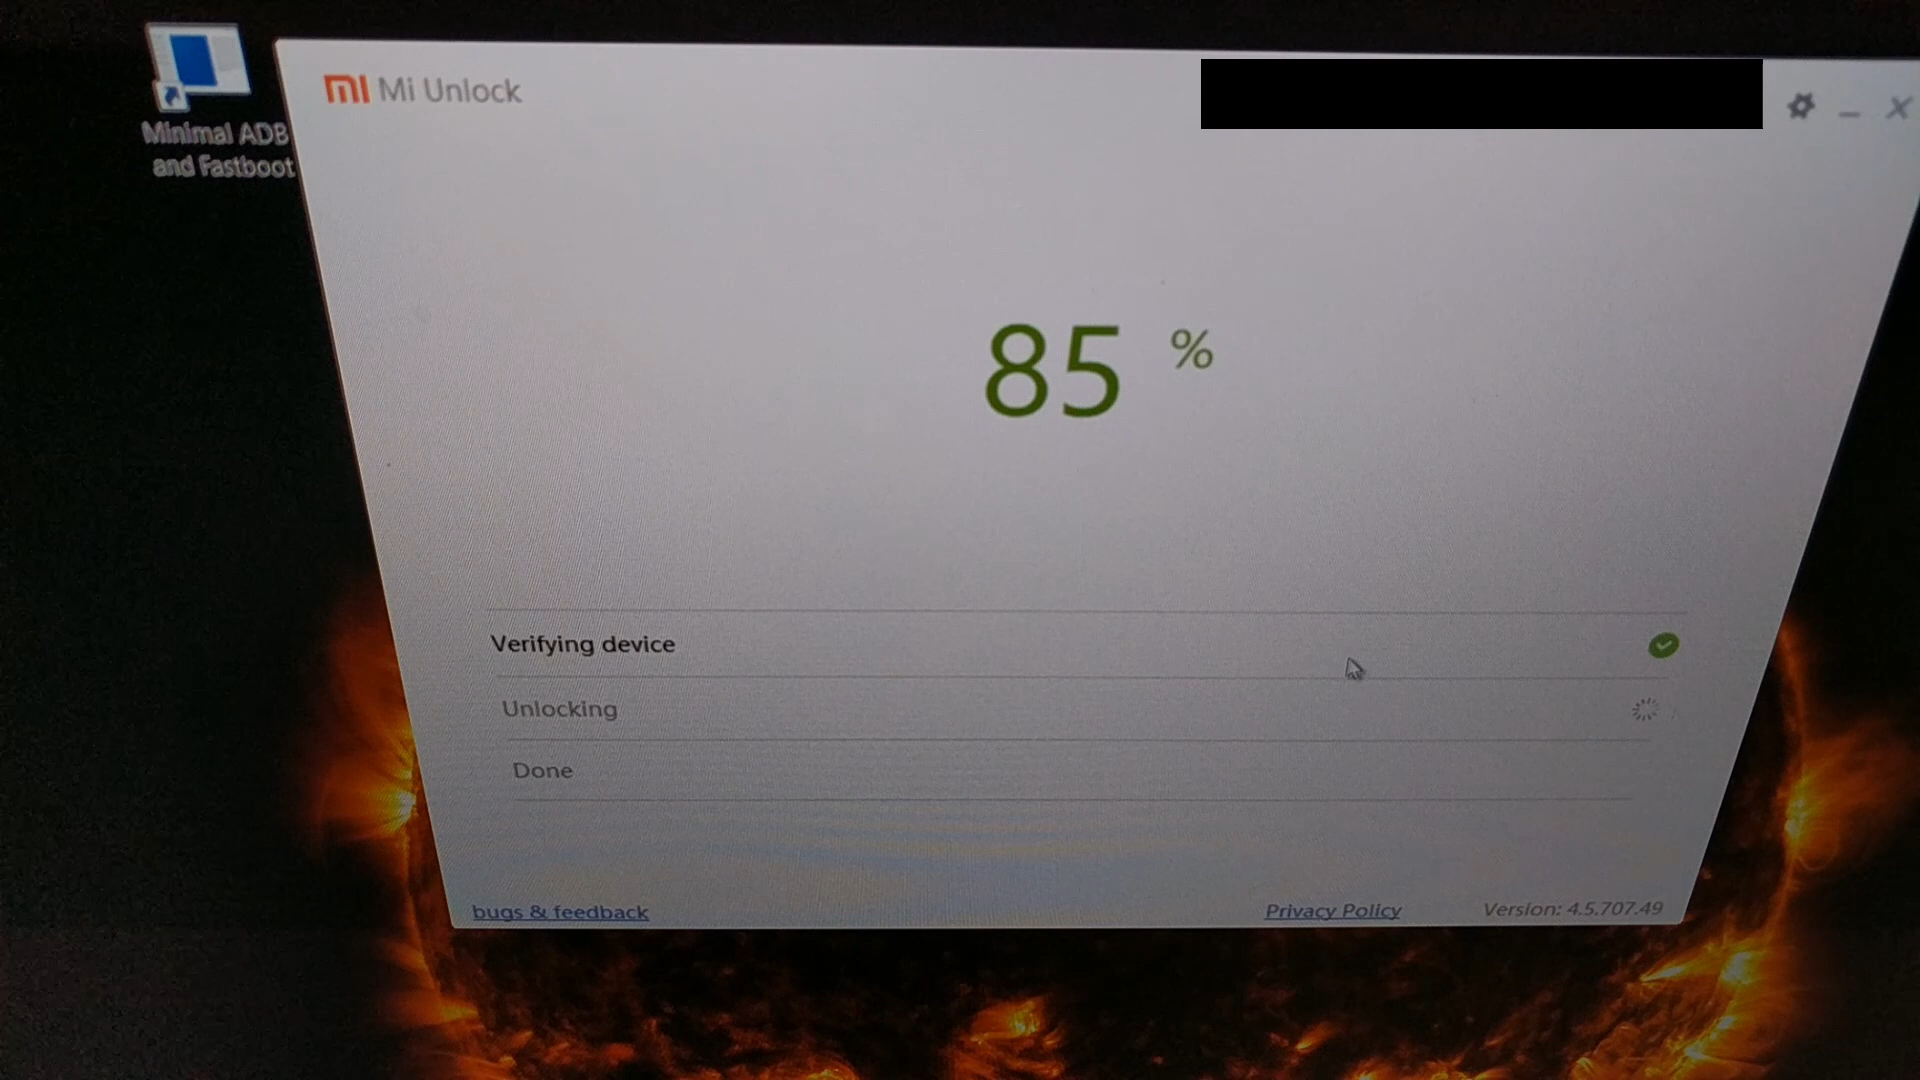 Minimal ADB
and Fastboot
mi Mi Unlock
85 %
Verifying device
Unlocking
Done
bugs & feedback
Privacy Policy
Version: 4.5.707.49